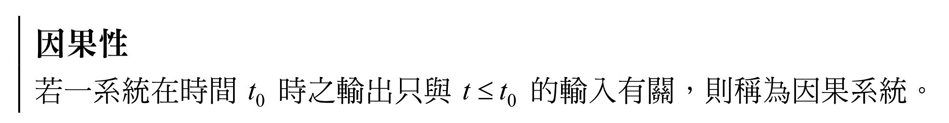 因果性
若一系統在時間 t₀ 時之輸出只與 t ≤ t₀ 的輸入有關，則稱為因果系統。